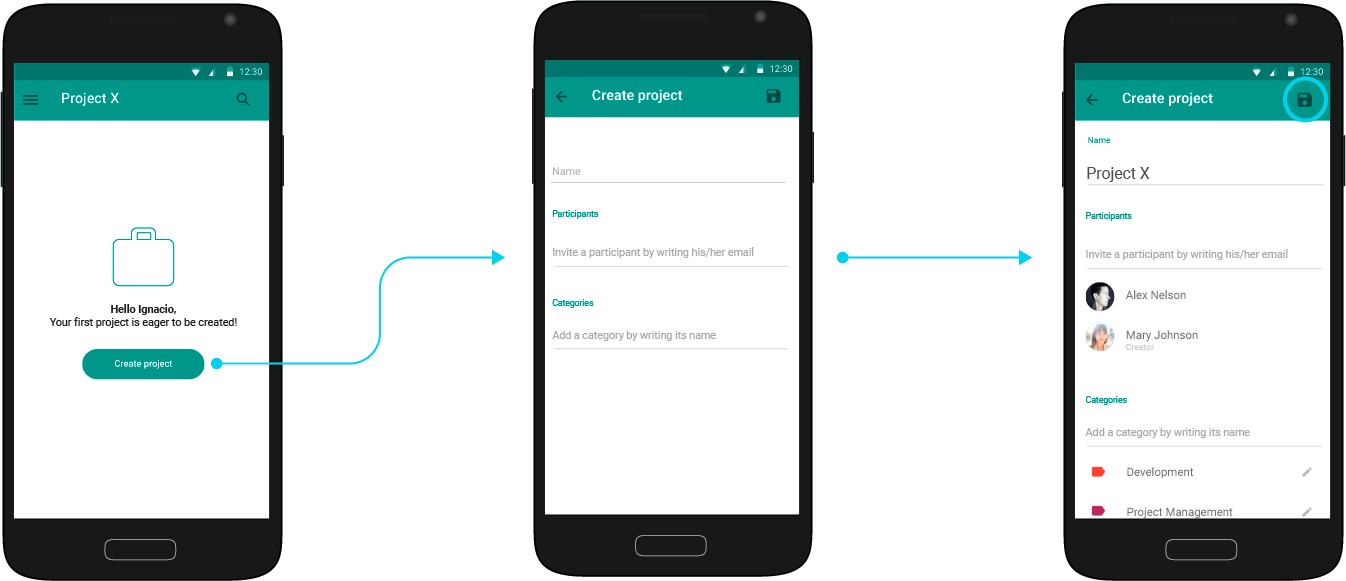 12:30
Project X
Hello Ignacio,
Your first project is eager to be created!
Create project
12:30
Create project
Name
Participants
Invite a participant by writing his/her email
Categories
Add a category by writing its name
12:30
Create project
Name
Project X
Participants
Invite a participant by writing his/her email
Alex Nelson
Mary Johnson
Creator
Categories
Add a category by writing its name
Development
Project Management